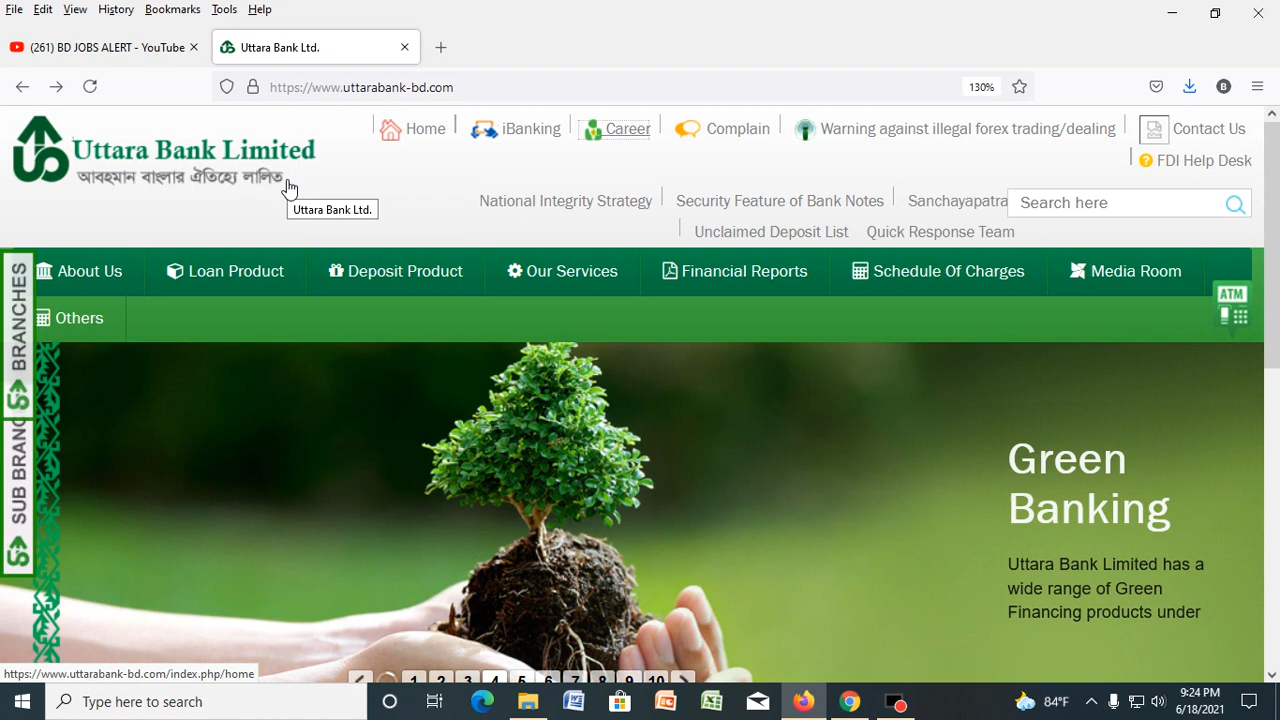 File Edit View History Bookmarks Tools Help
(261) BD JOBS ALERT - YouTube
Uttara Bank Ltd.
https://www.uttarabank-bd.com
130%
B
Uttara Bank Limited
আবহমান বাংলার ঐতিহ্যে লালিত
Uttara Bank Ltd.
Home iBanking Career Complain Warning against illegal forex trading/dealing Contact Us
FDI Help Desk
National Integrity Strategy Security Feature of Bank Notes Sanchayapatra
Search here
Unclaimed Deposit List Quick Response Team
About Us Loan Product Deposit Product Our Services Financial Reports Schedule Of Charges Media Room
Others
ATM
BRANCHES
SUB BRANC
Green
Banking
Uttara Bank Limited has a
wide range of Green
Financing products under
1 2 3 4 5 6 7 8 9 10
https://www.uttarabank-bd.com/index.php/home
Type here to search
84°F
9:24 PM
6/18/2021